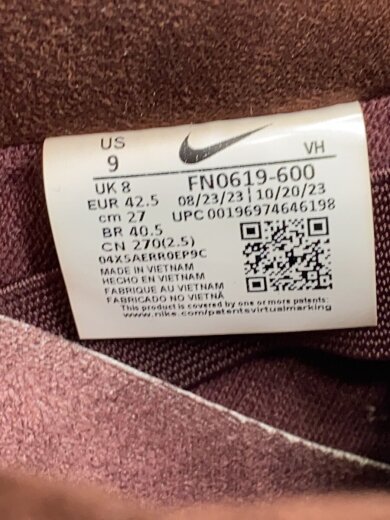 US
9
VH
UK 8
FN0619-600
EUR 42.5
08/23/23 | 10/20/23
cm 27
UPC 00196974646198
BR 40.5
CN 270(2.5)
04X5AERR0EP9C
MADE IN VIETNAM
HECHO EN VIETNAM
FABRIQUE AU VIETNAM
FABRICADO NO VIETNÃ
This product is covered by one or more patents:
www.nike.com/patentsvirtualmarking